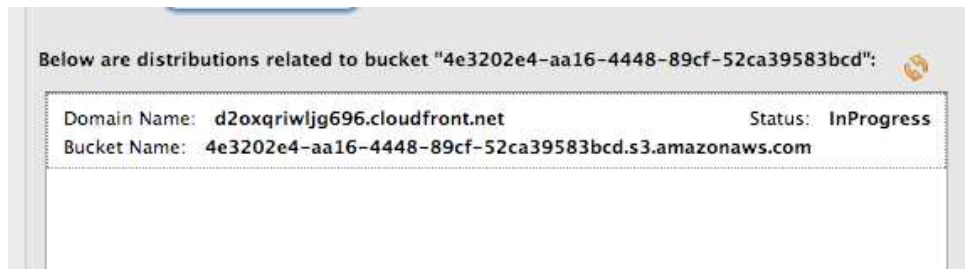 Below are distributions related to bucket "4e3202e4-aa16-4448-89cf-52ca39583bcd":
Domain Name: d2oxqriwljg696.cloudfront.net Status: InProgress
Bucket Name: 4e3202e4-aa16-4448-89cf-52ca39583bcd.s3.amazonaws.com